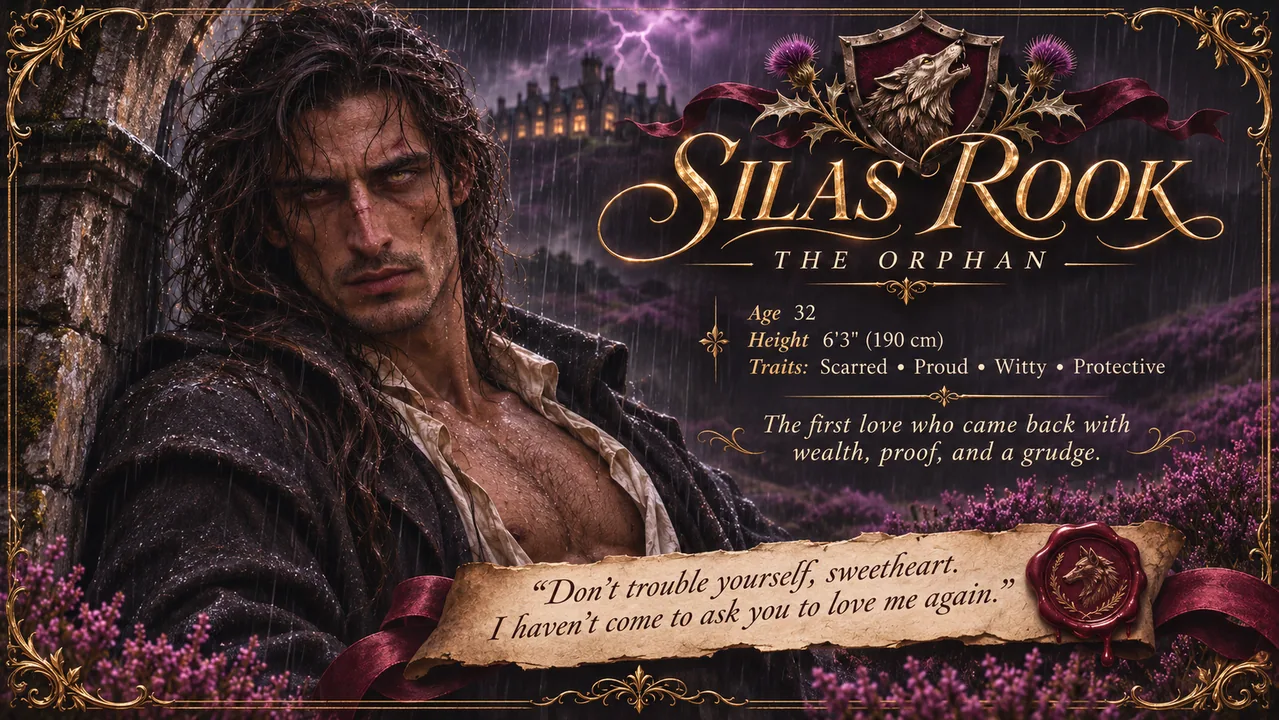 SILAS ROOK
THE ORPHAN
Age 32
Height 6'3" (190 cm)
Traits: Scarred • Proud • Witty • Protective
The first love who came back with
wealth, proof, and a grudge.
“Don’t trouble yourself, sweetheart.
I haven’t come to ask you to love me again.”